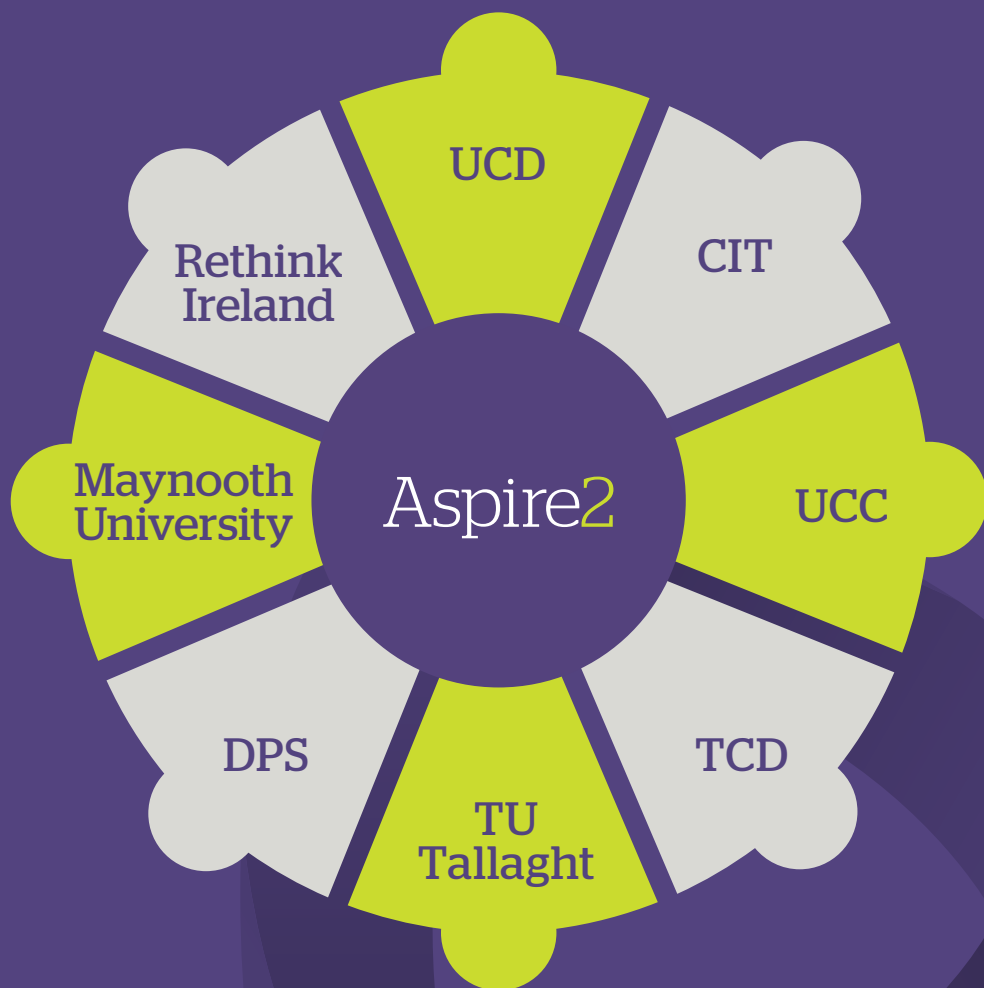 UCD
CIT
UCC
TCD
TU
Tallaght
DPS
Maynooth
University
Rethink
Ireland
Aspire2